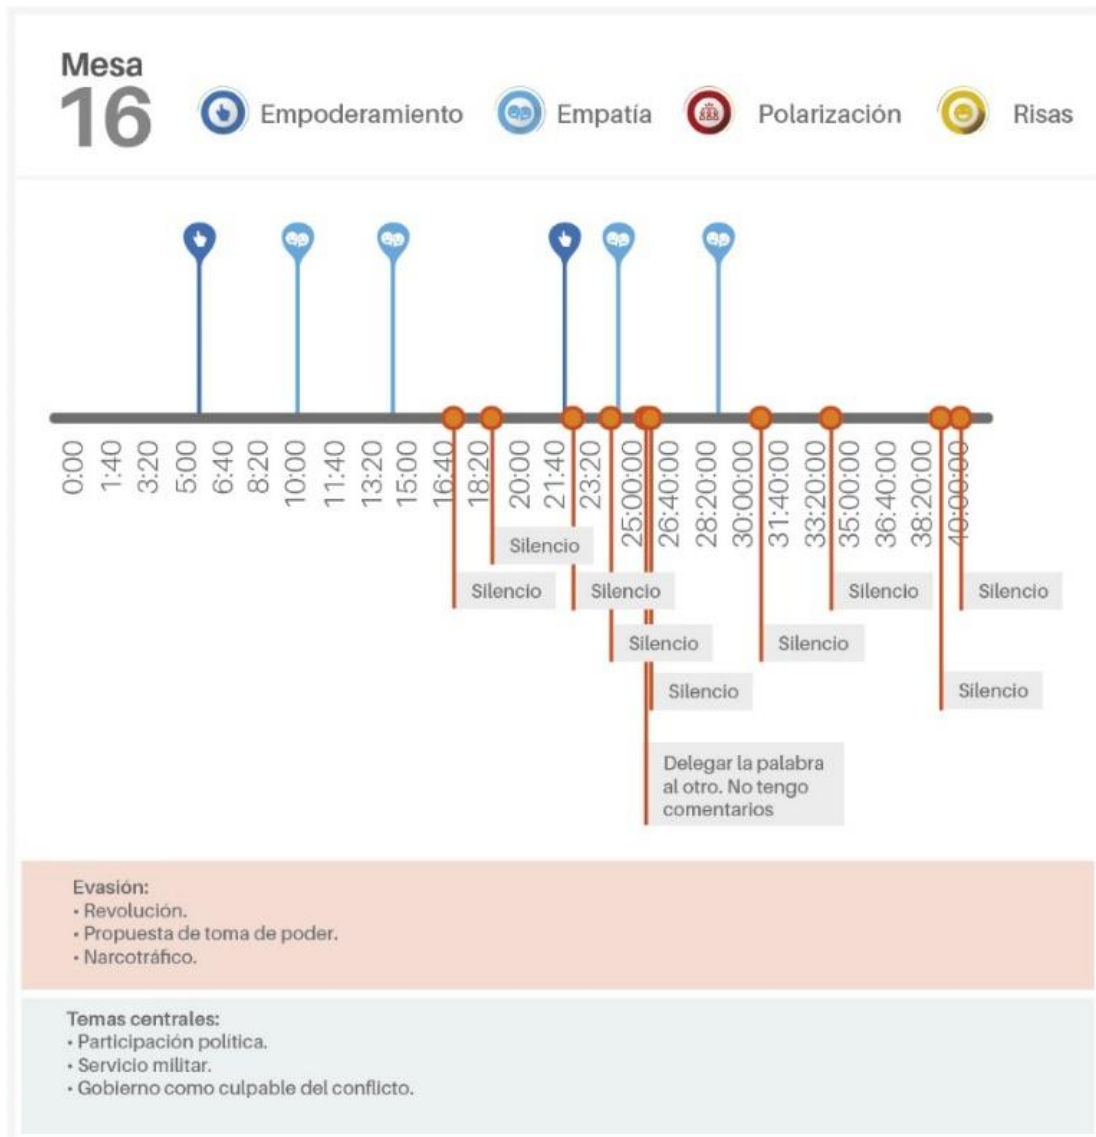 Mesa
16
Empoderamiento
Empatía
Polarización
Risas
0:00
1:40
3:20
5:00
6:40
8:20
10:00
11:40
13:20
15:00
16:40
18:20
20:00
21:40
23:20
25:00:00
26:40:00
28:20:00
30:00:00
31:40:00
33:20:00
35:00:00
36:40:00
38:20:00
40:00:00
Silencio
Silencio
Silencio
Silencio
Silencio
Silencio
Silencio
Silencio
Silencio
Delegar la palabra
al otro. No tengo
comentarios
Evasión:
• Revolución.
• Propuesta de toma de poder.
• Narcotráfico.
Temas centrales:
• Participación política.
• Servicio militar.
• Gobierno como culpable del conflicto.